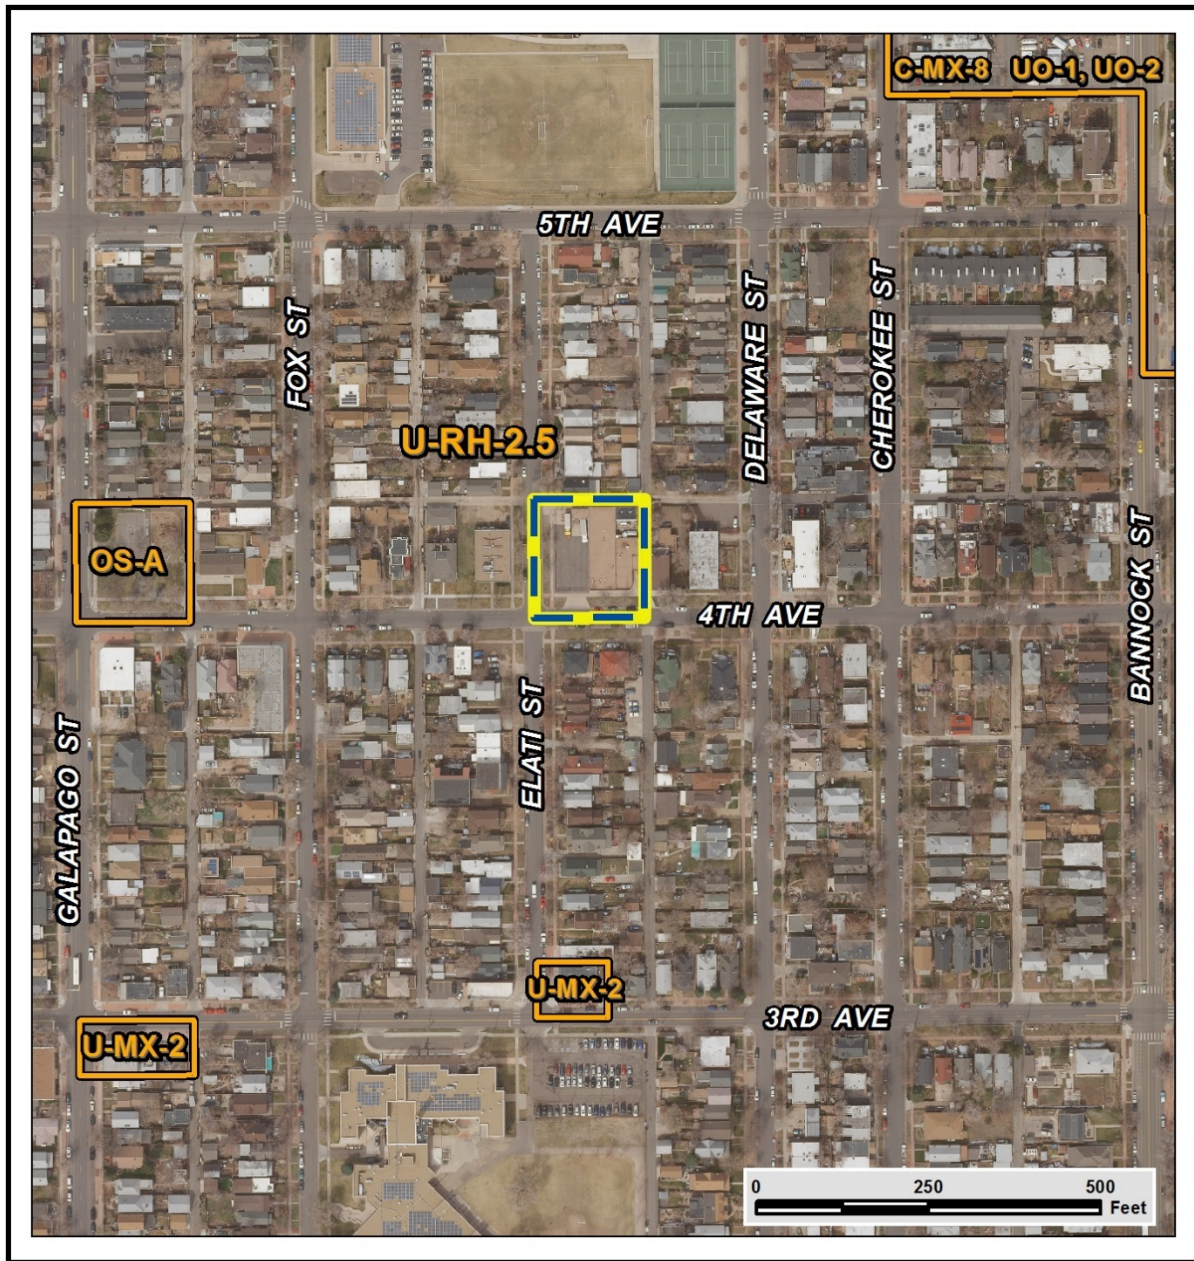 C-MX-8 UO-1, UO-2
5TH AVE
FOX ST
DELAWARE ST
CHEROKEE ST
U-RH-2.5
OS-A
4TH AVE
BANNOCK ST
ELATI ST
GALAPAGO ST
U-MX-2
3RD AVE
U-MX-2
0 250 500
Feet